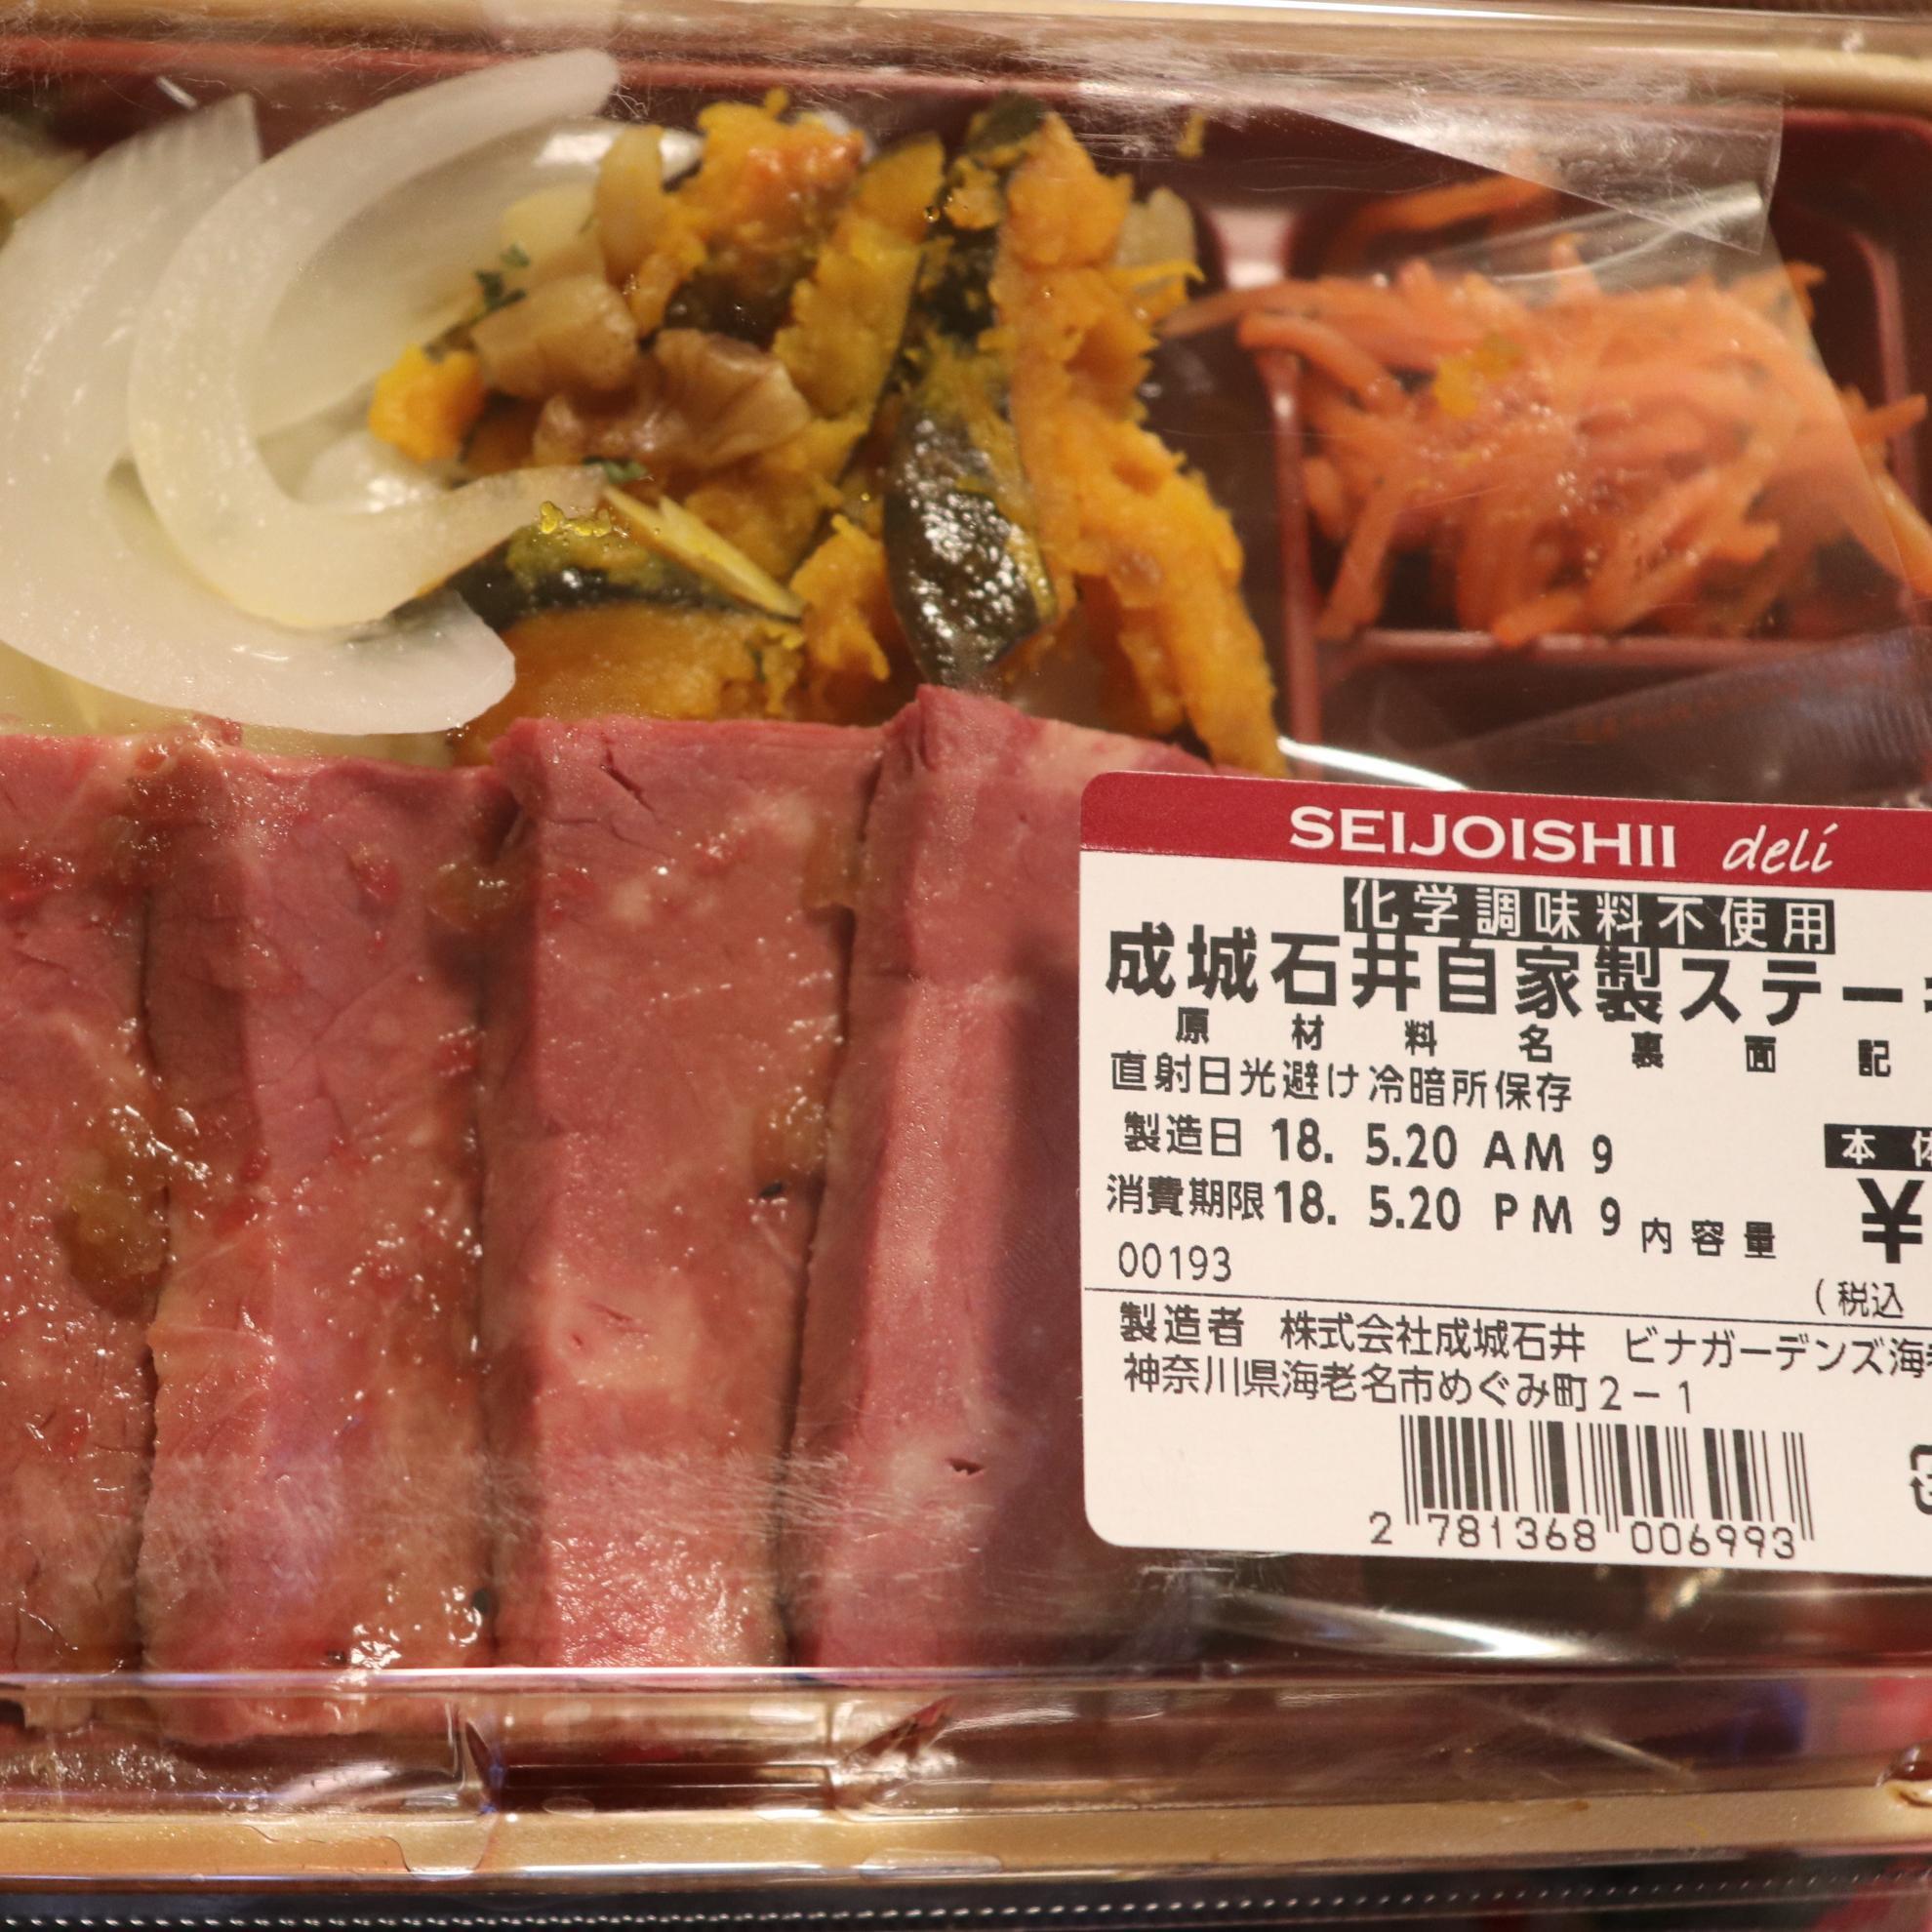 SEIJOISHII deli
化学調味料不使用
成城石井自家製ステー
原材料名裏面記
直射日光避け冷暗所保存
製造日 18. 5.20 AM 9
本体
消費期限 18. 5.20 PM 9 内容量
¥
00193
(税込
製造者 株式会社成城石井 ビナガーデンズ海老
神奈川県海老名市めぐみ町2-1
2 781368 006993